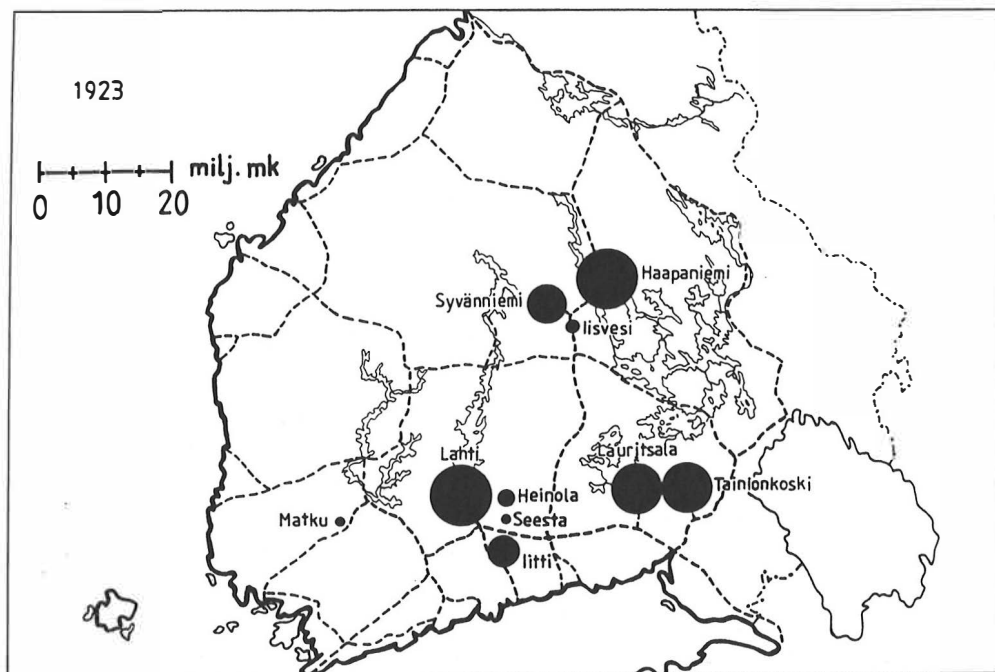 1923
milj. mk
0 10 20
Haapaniemi
Syvänniemi
Iisvesi
Lahti
Lauritsala
Heinola
Tainionkoski
Seesta
Matku
Iitti